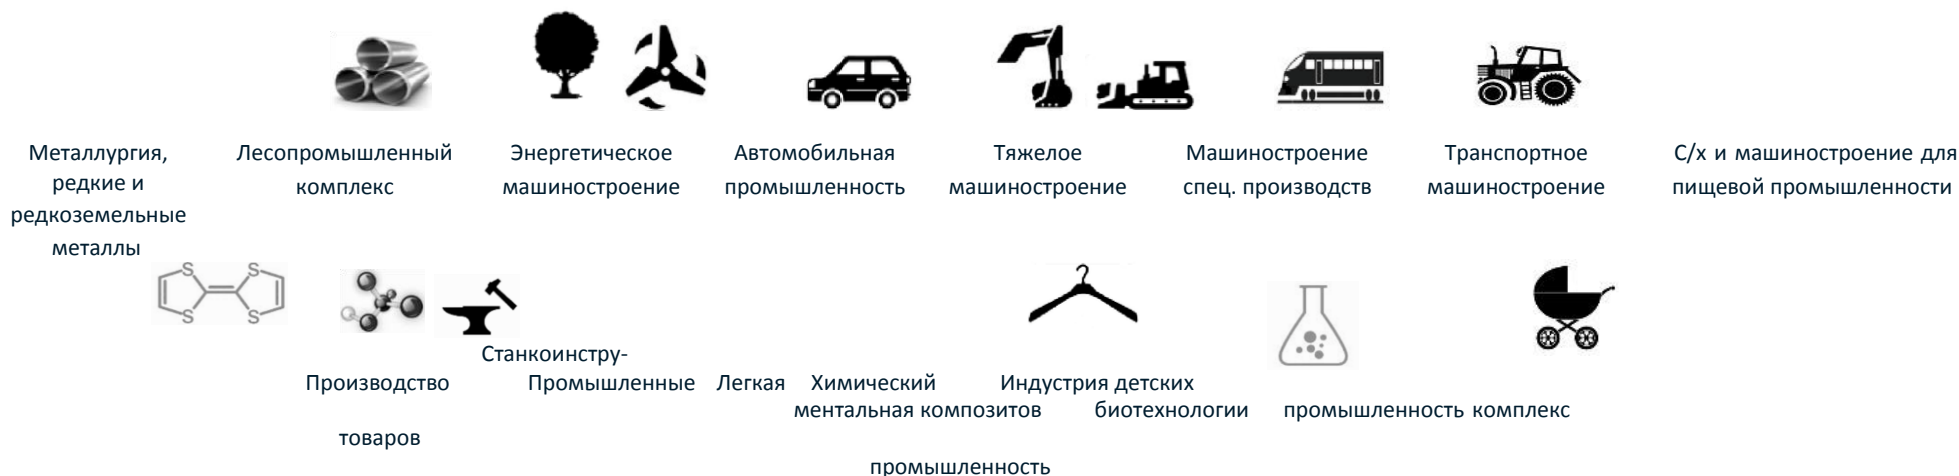 Металлургия, Лесопромышленный Энергетическое Автомобильная Тяжелое Машиностроение Транспортное С/х и машиностроение для
редкие и комплекс машиностроение промышленность машиностроение спец. производств машиностроение пищевой промышленности
редкоземельные
металлы
S S
S S
Станкоинстру-
Производство Промышленные Легкая Химический Индустрия детских
ментальная композитов биотехнологии промышленность комплекс
товаров
промышленность